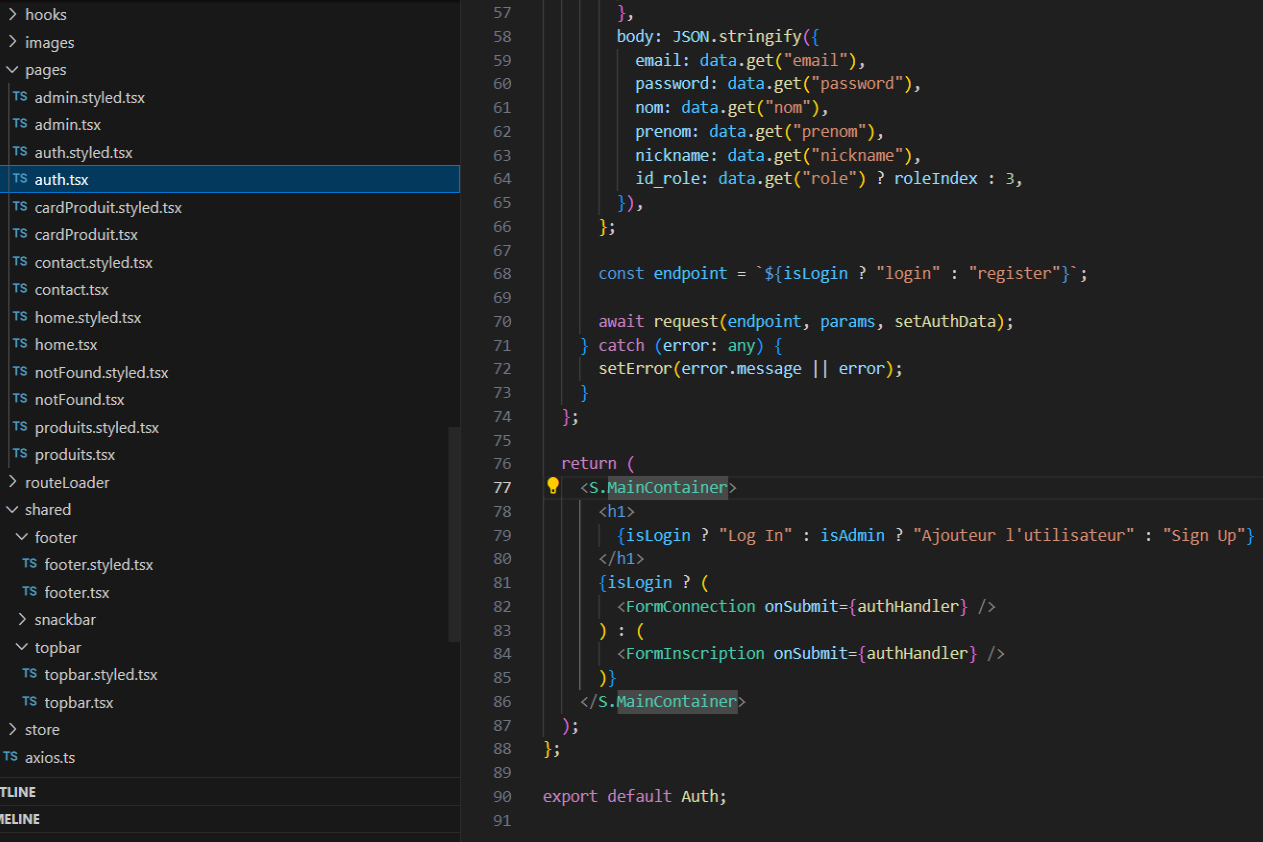 hooks
images
pages
TS admin.styled.tsx
TS admin.tsx
TS auth.styled.tsx
TS auth.tsx
TS cardProduit.styled.tsx
TS cardProduit.tsx
TS contact.styled.tsx
TS contact.tsx
TS home.styled.tsx
TS home.tsx
TS notFound.styled.tsx
TS notFound.tsx
TS produits.styled.tsx
TS produits.tsx
routeLoader
shared
footer
TS footer.styled.tsx
TS footer.tsx
snackbar
topbar
TS topbar.styled.tsx
TS topbar.tsx
store
TS axios.ts
TLINE
MELINE
57 },
58 body: JSON.stringify({
59 email: data.get("email"),
60 password: data.get("password"),
61 nom: data.get("nom"),
62 prenom: data.get("prenom"),
63 nickname: data.get("nickname"),
64 id_role: data.get("role") ? roleIndex : 3,
65 }),
66 };
67
68 const endpoint = `${isLogin ? "login" : "register"}`;
69
70 await request(endpoint, params, setAuthData);
71 } catch (error: any) {
72 setError(error.message || error);
73 }
74 };
75
76 return (
77 <S.MainContainer>
78 <h1>
79 {isLogin ? "Log In" : isAdmin ? "Ajouteur l'utilisateur" : "Sign Up"}
80 </h1>
81 {isLogin ? (
82 <FormConnection onSubmit={authHandler} />
83 ) : (
84 <FormInscription onSubmit={authHandler} />
85 )}
86 </S.MainContainer>
87 );
88 };
89
90 export default Auth;
91